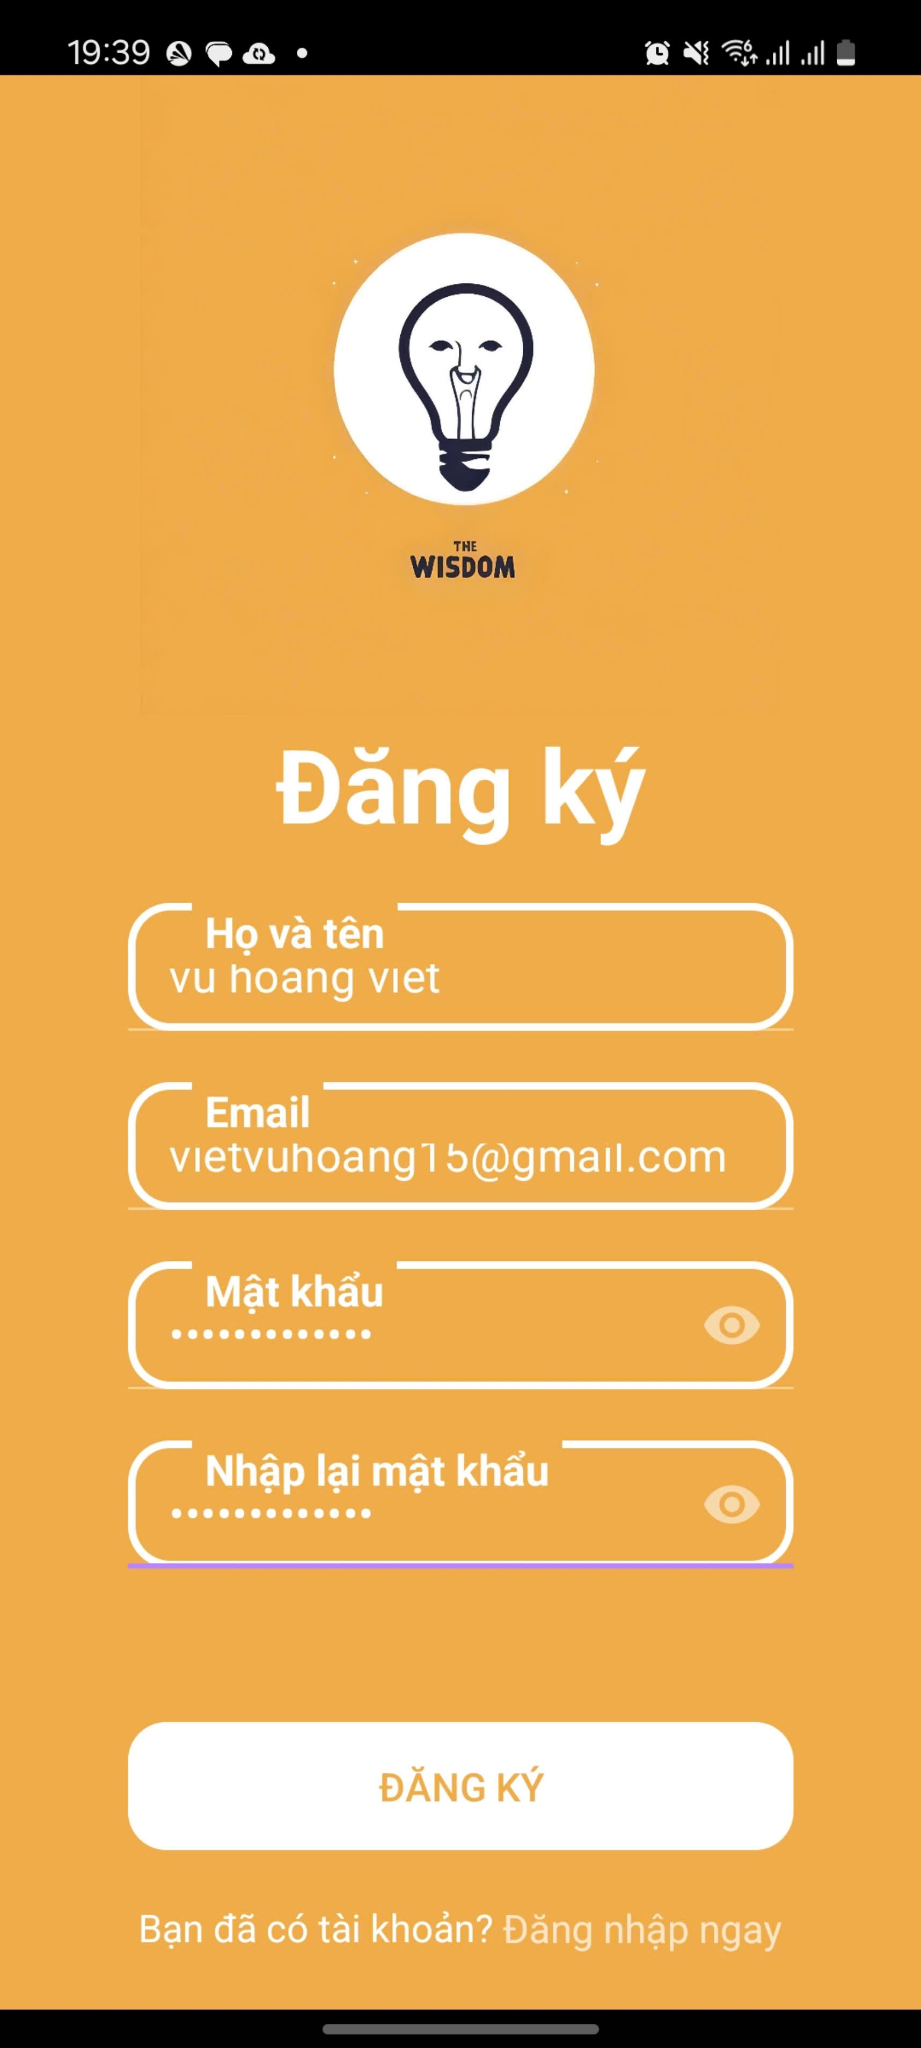 19:39
THE
WISDOM
Đăng ký
Họ và tên
vu hoang viet
Email
vietvuhoang15@gmail.com
Mật khẩu
•••••••••••••
Nhập lại mật khẩu
•••••••••••••
ĐĂNG KÝ
Bạn đã có tài khoản? Đăng nhập ngay